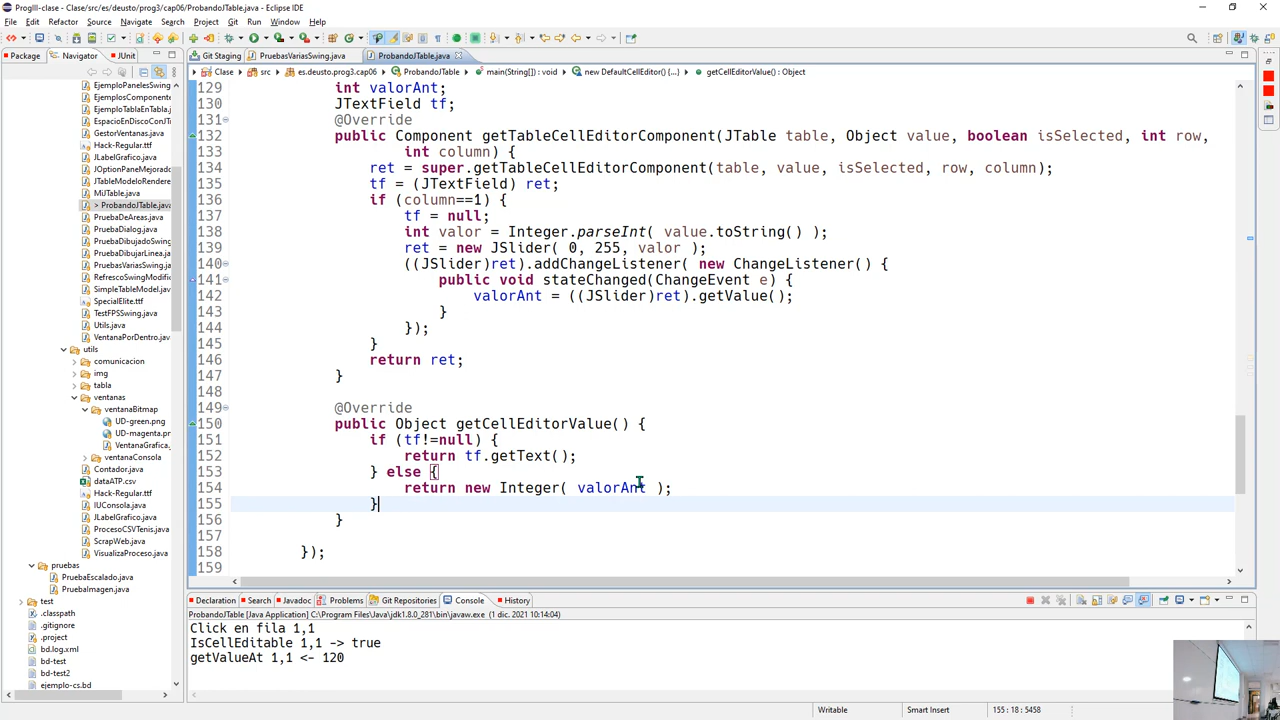 ProgIII-clase - Clase/src/es/deusto/prog3/cap06/ProbandoJTable.java - Eclipse IDE
File Edit Refactor Source Navigate Search Project Git Run Window Help
Package Navigator JUnit
Git Staging PruebasVariasSwing.java ProbandoJTable.java
Clase src es.deusto.prog3.cap06 ProbandoJTable main(String[]) : void new DefaultCellEditor() {...} getCellEditorValue() : Object
EjemploPanelesSwing
EjemplosComponente
EjemploTablaEnTabla.j
EspacioEnDiscoConJT
GestorVentanas.java
Hack-Regular.ttf
JLabelGrafico.java
JOptionPaneMejorado
JTableModeloRendere
MiJTable.java
> ProbandoJTable.java
PruebaDeAreas.java
PruebaDialog.java
PruebaDibujadoSwing
PruebaDibujarLinea.j
PruebasVariasSwing.j
RefrescoSwingModific
SimpleTableModel.jav
SpecialElite.ttf
TestFPSSwing.java
Utils.java
VentanaPorDentro.jav
utils
comunicacion
img
tabla
ventanas
ventanaBitmap
UD-green.png
UD-magenta.pn
VentanaGrafica.
ventanaConsola
Contador.java
dataATP.csv
Hack-Regular.ttf
IUConsola.java
JLabelGrafico.java
ProcesoCSVTenis.java
ScrapWeb.java
VisualizaProceso.java
pruebas
PruebaEscalado.java
PruebaImagen.java
test
.classpath
.gitignore
.project
bd.log.xml
bd-test
bd-test2
ejemplo-cs.bd
129 int valorAnt;
130 JTextField tf;
131 @Override
132 public Component getTableCellEditorComponent(JTable table, Object value, boolean isSelected, int row,
133 int column) {
134 ret = super.getTableCellEditorComponent(table, value, isSelected, row, column);
135 tf = (JTextField) ret;
136 if (column==1) {
137 tf = null;
138 int valor = Integer.parseInt( value.toString() );
139 ret = new JSlider( 0, 255, valor );
140 ((JSlider)ret).addChangeListener( new ChangeListener() {
141 public void stateChanged(ChangeEvent e) {
142 valorAnt = ((JSlider)ret).getValue();
143 }
144 });
145 }
146 return ret;
147 }
148
149 @Override
150 public Object getCellEditorValue() {
151 if (tf!=null) {
152 return tf.getText();
153 } else {
154 return new Integer( valorAnt );
155 }
156 }
157
158 });
159
Declaration Search Javadoc Problems Git Repositories Console History
ProbandoJTable [Java Application] C:\Program Files\Java\jdk1.8.0_281\bin\javaw.exe (1 dic. 2021 10:14:04)
Click en fila 1,1
IsCellEditable 1,1 -> true
getValueAt 1,1 <- 120
Writable Smart Insert 155 : 18 : 5458